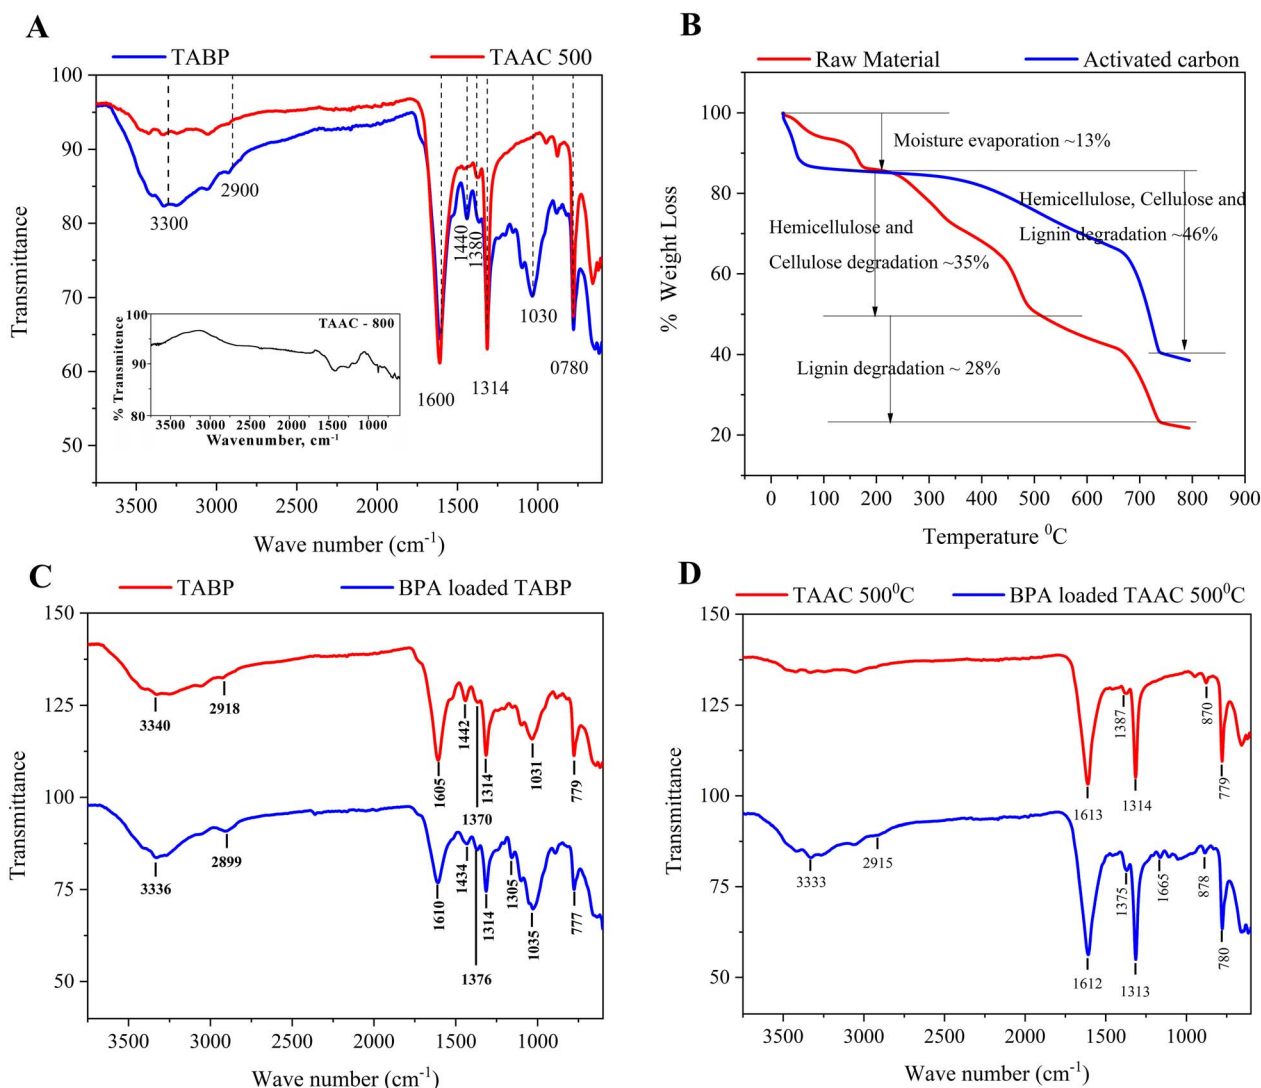 A
TABP
TAAC 500
100
90
80
70
60
50
Transmittance
3300
2900
1440
1380
1030
0780
1600
1314
TAAC - 800
100
90
80
% Transmitence
3500 3000 2500 2000 1500 1000
Wavenumber, cm-1
3500 3000 2500 2000 1500 1000
Wave number (cm-1)
B
Raw Material
Activated carbon
100
80
60
40
20
% Weight Loss
Moisture evaporation ~13%
Hemicellulose, Cellulose and
Lignin degradation ~46%
Hemicellulose and
Cellulose degradation ~35%
Lignin degradation ~ 28%
0 100 200 300 400 500 600 700 800 900
Temperature 0C
C
TABP
BPA loaded TABP
150
125
100
75
50
Transmittance
3340
2918
1605
1442
1370
1314
1031
779
3336
2899
1610
1434
1376
1314
1305
1035
777
3500 3000 2500 2000 1500 1000
Wave number (cm-1)
D
TAAC 500⁰C
BPA loaded TAAC 500⁰C
150
125
100
75
50
Transmittance
1613
1387
1314
870
779
3333
2915
1612
1375
1313
1665
878
780
3500 3000 2500 2000 1500 1000
Wave number (cm-1)